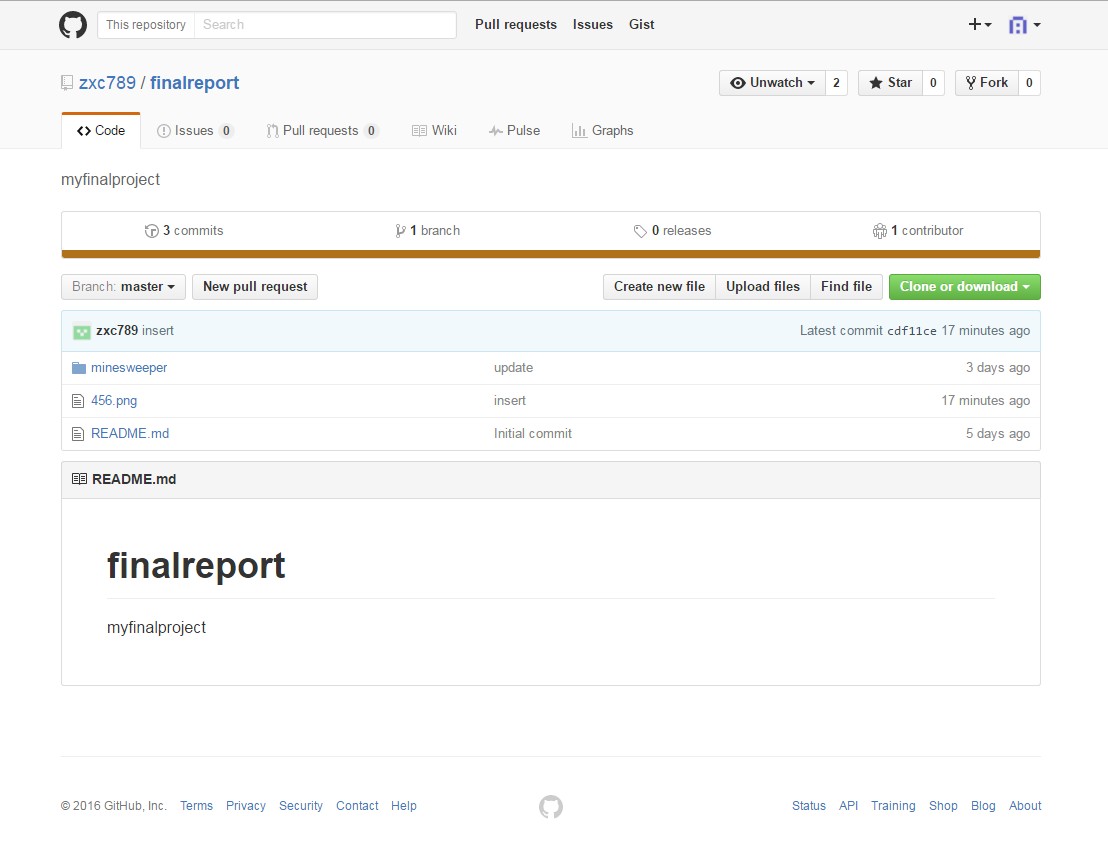 This repository Search Pull requests Issues Gist
zxc789 / finalreport Unwatch 2 Star 0 Fork 0
Code Issues 0 Pull requests 0 Wiki Pulse Graphs
myfinalproject
3 commits 1 branch 0 releases 1 contributor
Branch: master New pull request Create new file Upload files Find file Clone or download
zxc789 insert Latest commit cdf11ce 17 minutes ago
minesweeper update 3 days ago
456.png insert 17 minutes ago
README.md Initial commit 5 days ago
README.md
finalreport
myfinalproject
© 2016 GitHub, Inc. Terms Privacy Security Contact Help Status API Training Shop Blog About